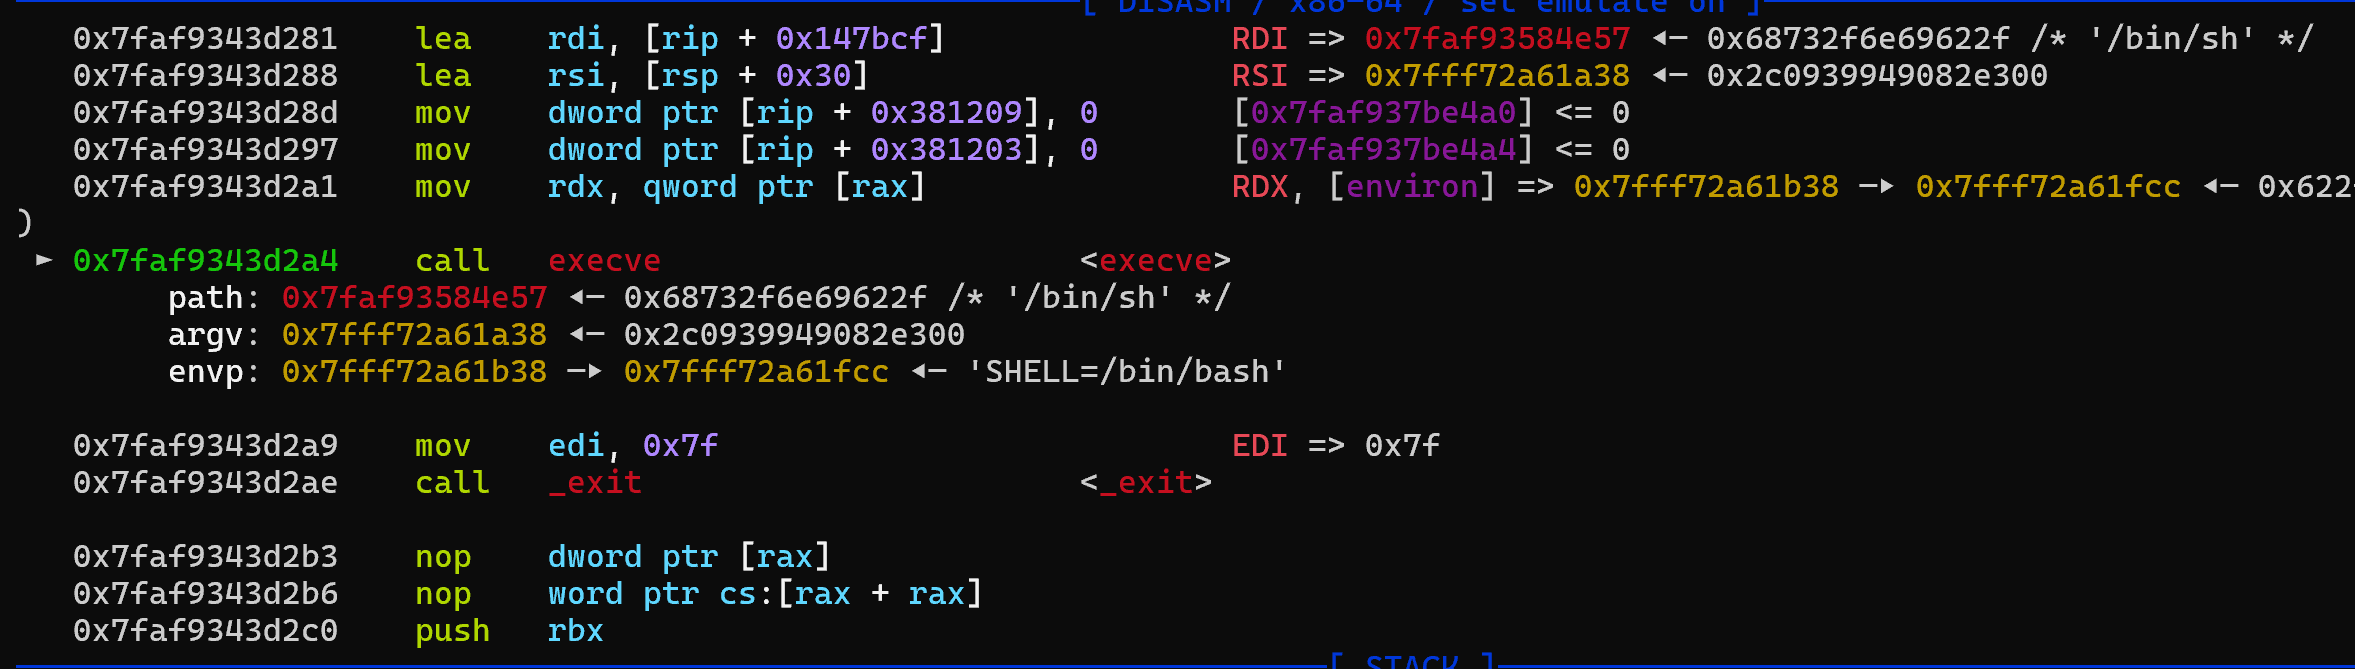 [ DISASM / x86-64 / set emulate on ]
0x7faf9343d281    lea    rdi, [rip + 0x147bcf]    RDI => 0x7faf93584e57 ◂— 0x68732f6e69622f /* '/bin/sh' */
0x7faf9343d288    lea    rsi, [rsp + 0x30]    RSI => 0x7fff72a61a38 ◂— 0x2c0939949082e300
0x7faf9343d28d    mov    dword ptr [rip + 0x381209], 0    [0x7faf937be4a0] <= 0
0x7faf9343d297    mov    dword ptr [rip + 0x381203], 0    [0x7faf937be4a4] <= 0
0x7faf9343d2a1    mov    rdx, qword ptr [rax]    RDX, [environ] => 0x7fff72a61b38 —▸ 0x7fff72a61fcc ◂— 0x622
)
► 0x7faf9343d2a4    call   execve    <execve>
path: 0x7faf93584e57 ◂— 0x68732f6e69622f /* '/bin/sh' */
argv: 0x7fff72a61a38 ◂— 0x2c0939949082e300
envp: 0x7fff72a61b38 —▸ 0x7fff72a61fcc ◂— 'SHELL=/bin/bash'
0x7faf9343d2a9    mov    edi, 0x7f    EDI => 0x7f
0x7faf9343d2ae    call   _exit    <_exit>
0x7faf9343d2b3    nop    dword ptr [rax]
0x7faf9343d2b6    nop    word ptr cs:[rax + rax]
0x7faf9343d2c0    push   rbx
[ STACK ]